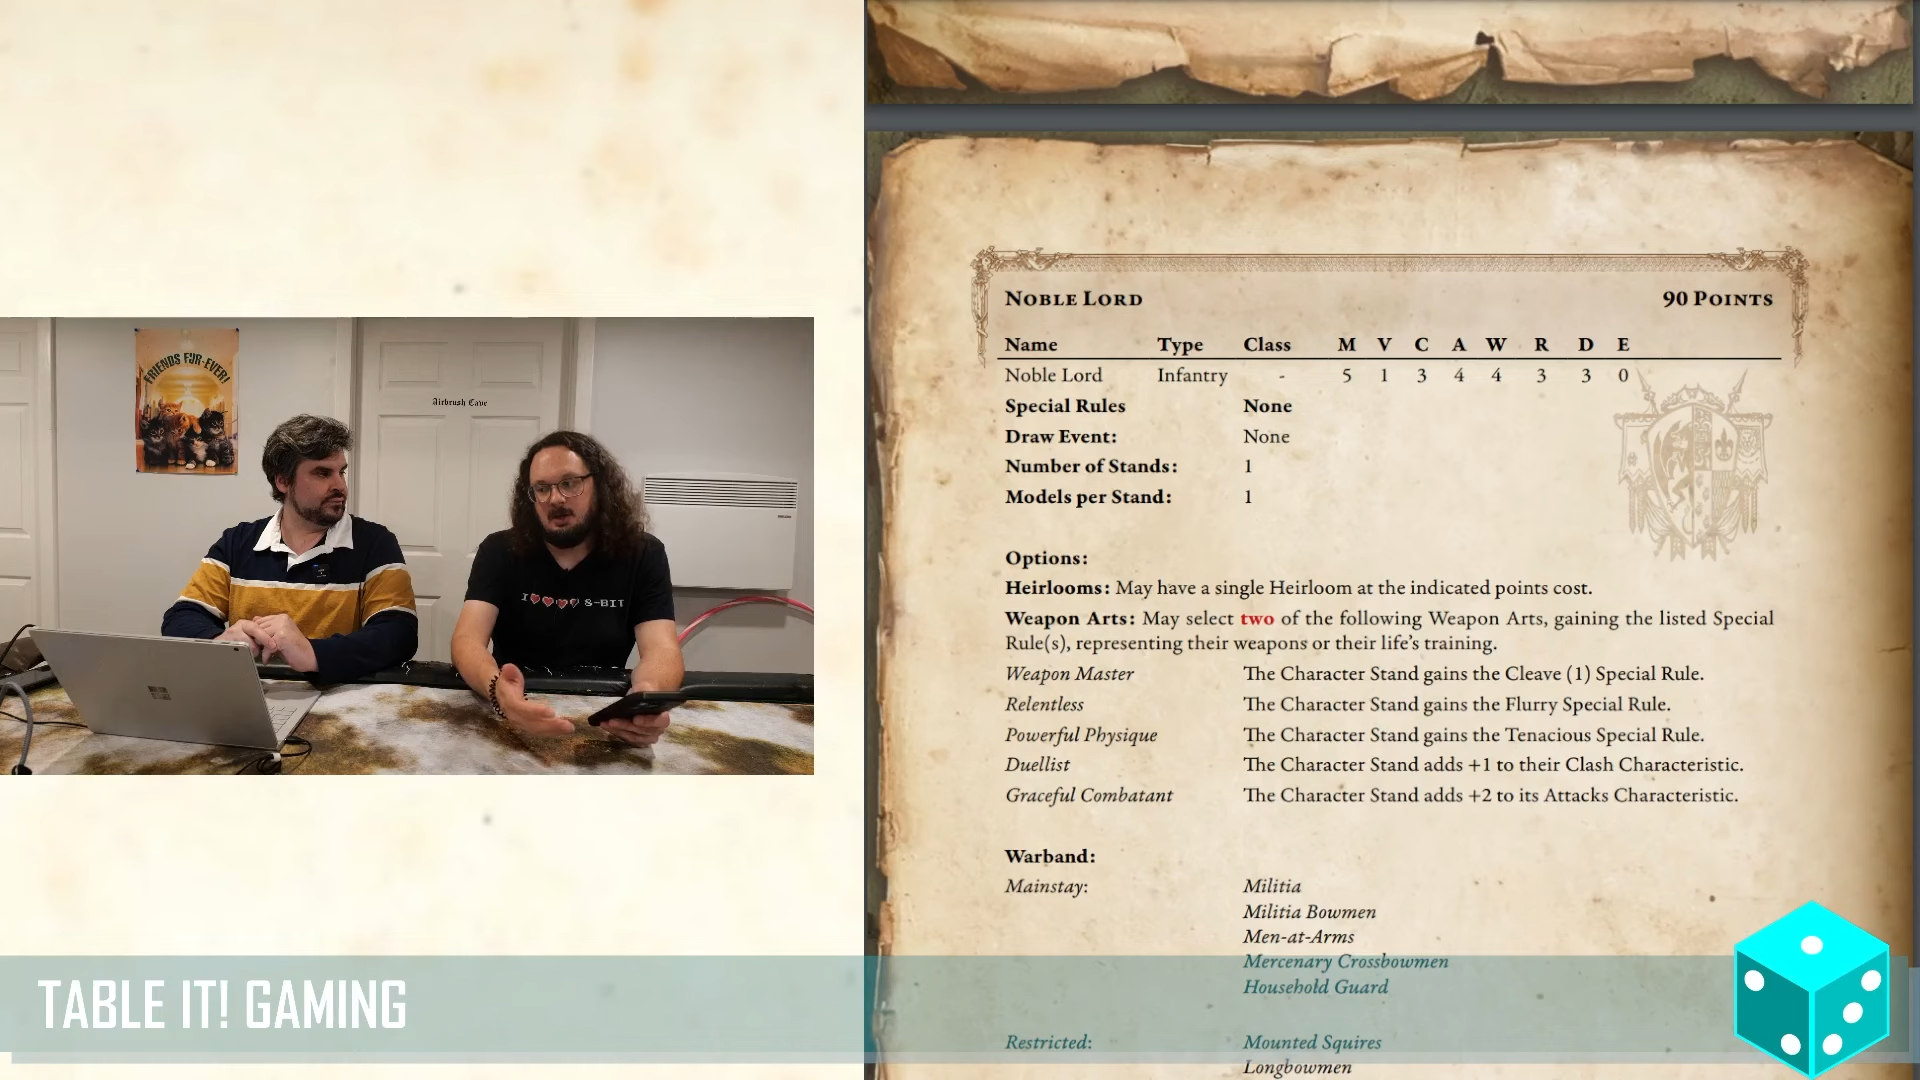 FRIENDS FUR-EVER!
Airbrush Cave
I S-BIT
TABLE IT! GAMING
NOBLE LORD 90 POINTS
Name Type Class M V C A W R D E
Noble Lord Infantry - 5 1 3 4 4 3 3 0
Special Rules None
Draw Event: None
Number of Stands: 1
Models per Stand: 1
Options:
Heirlooms: May have a single Heirloom at the indicated points cost.
Weapon Arts: May select two of the following Weapon Arts, gaining the listed Special
Rule(s), representing their weapons or their life's training.
Weapon Master The Character Stand gains the Cleave (1) Special Rule.
Relentless The Character Stand gains the Flurry Special Rule.
Powerful Physique The Character Stand gains the Tenacious Special Rule.
Duellist The Character Stand adds +1 to their Clash Characteristic.
Graceful Combatant The Character Stand adds +2 to its Attacks Characteristic.
Warband:
Mainstay: Militia
Militia Bowmen
Men-at-Arms
Mercenary Crossbowmen
Household Guard
Restricted: Mounted Squires
Longbowmen